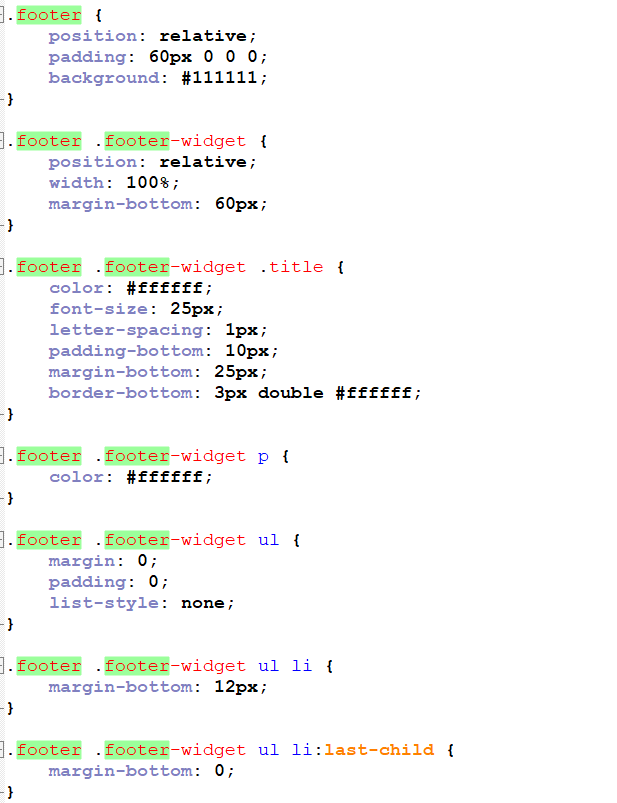 .footer {
    position: relative;
    padding: 60px 0 0 0;
    background: #111111;
}
.footer .footer-widget {
    position: relative;
    width: 100%;
    margin-bottom: 60px;
}
.footer .footer-widget .title {
    color: #ffffff;
    font-size: 25px;
    letter-spacing: 1px;
    padding-bottom: 10px;
    margin-bottom: 25px;
    border-bottom: 3px double #ffffff;
}
.footer .footer-widget p {
    color: #ffffff;
}
.footer .footer-widget ul {
    margin: 0;
    padding: 0;
    list-style: none;
}
.footer .footer-widget ul li {
    margin-bottom: 12px;
}
.footer .footer-widget ul li:last-child {
    margin-bottom: 0;
}